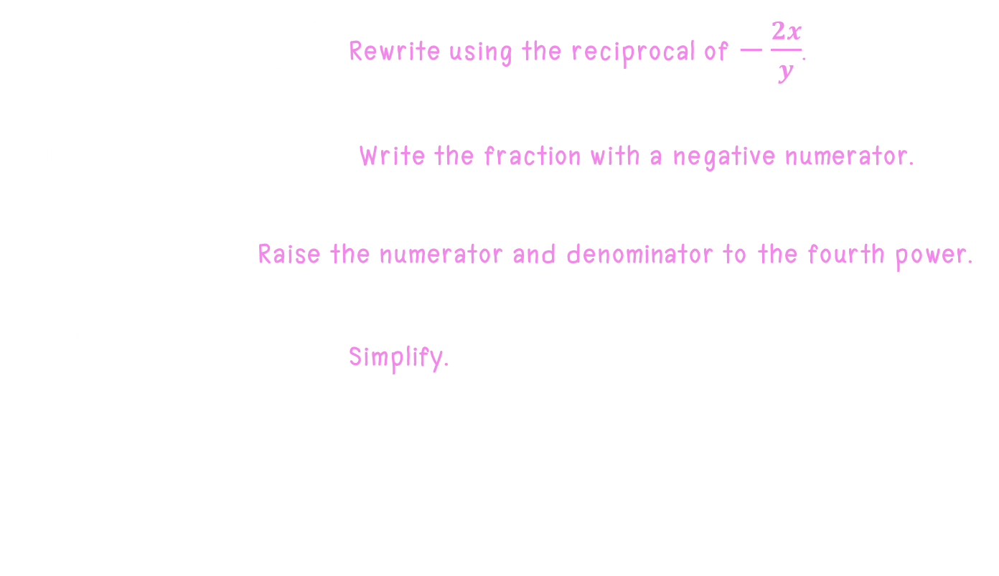 Rewrite using the reciprocal of − 2x/y.
Write the fraction with a negative numerator.
Raise the numerator and denominator to the fourth power.
Simplify.